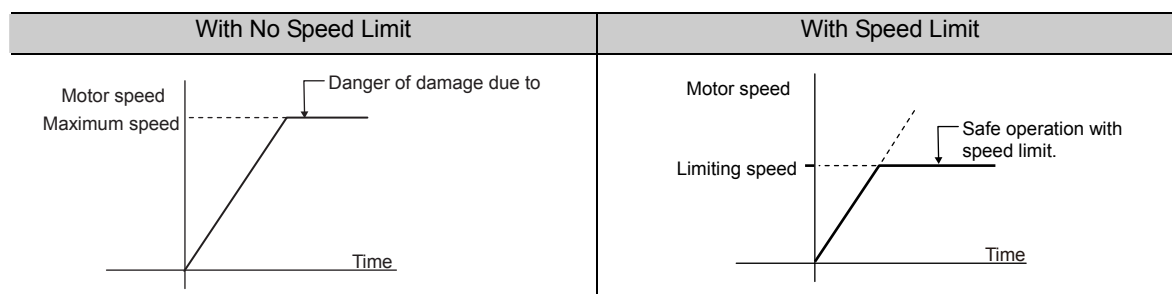 With No Speed Limit
With Speed Limit
Motor speed
Maximum speed
Danger of damage due to
Time
Motor speed
Limiting speed
Safe operation with
speed limit.
Time